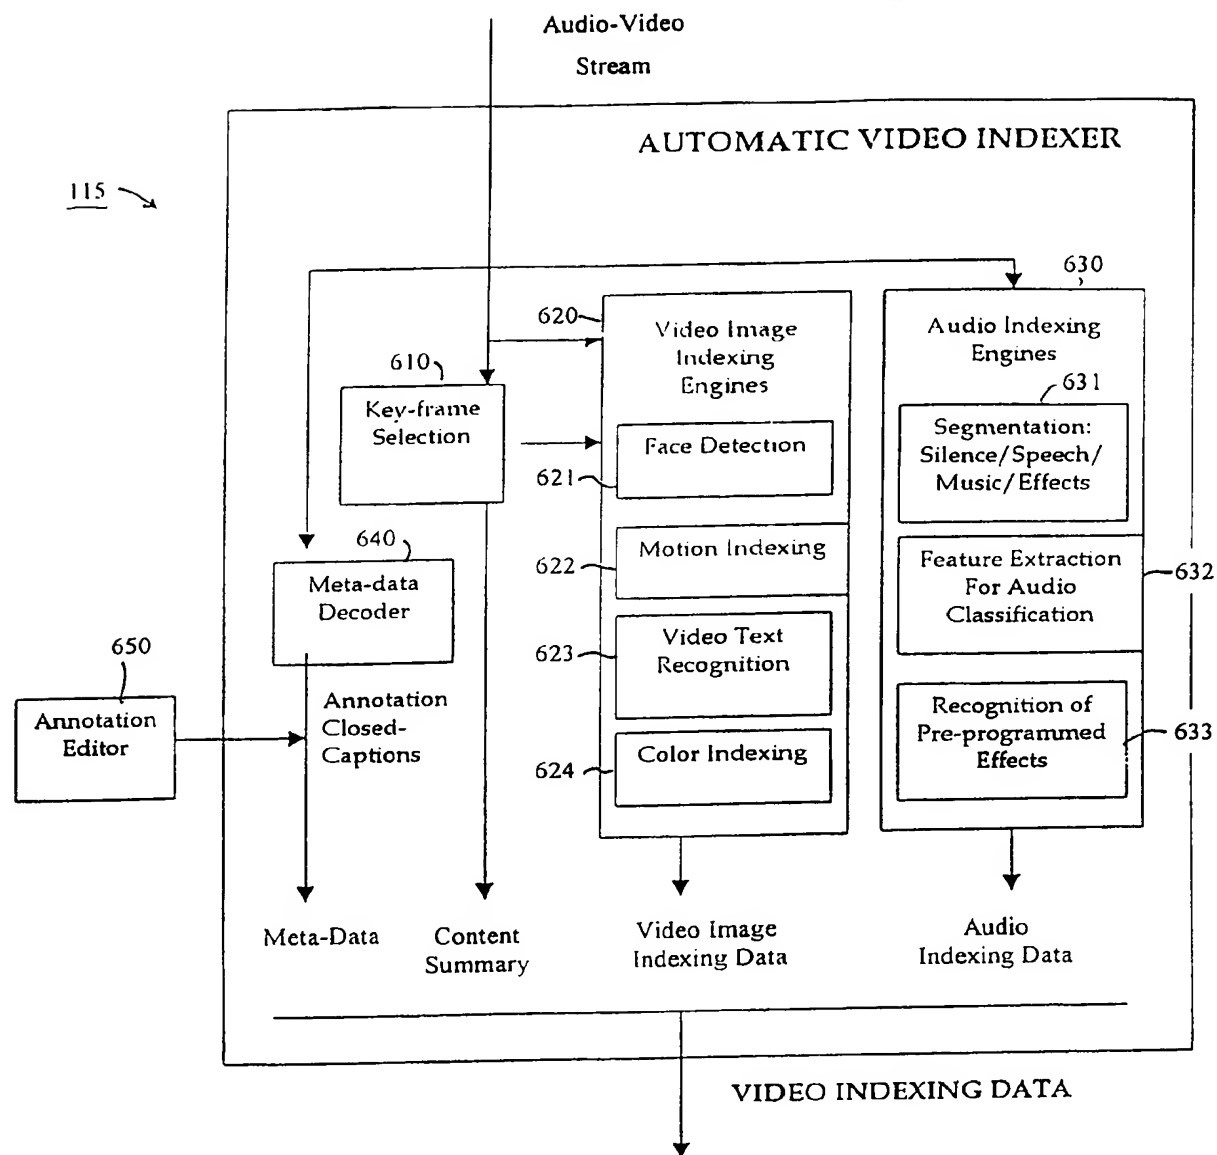 Audio-Video
Stream
AUTOMATIC VIDEO INDEXER
115
630
620
Video Image
Indexing
Engines
Audio Indexing
Engines
610
Key-frame
Selection
631
Segmentation:
Silence/Speech/
Music/Effects
Face Detection
621
640
Meta-data
Decoder
Motion Indexing
622
Feature Extraction
For Audio
Classification
632
650
Annotation
Editor
Annotation
Closed-
Captions
623
Video Text
Recognition
Recognition of
Pre-programmed
Effects
633
624
Color Indexing
Meta-Data
Content
Summary
Video Image
Indexing Data
Audio
Indexing Data
VIDEO INDEXING DATA